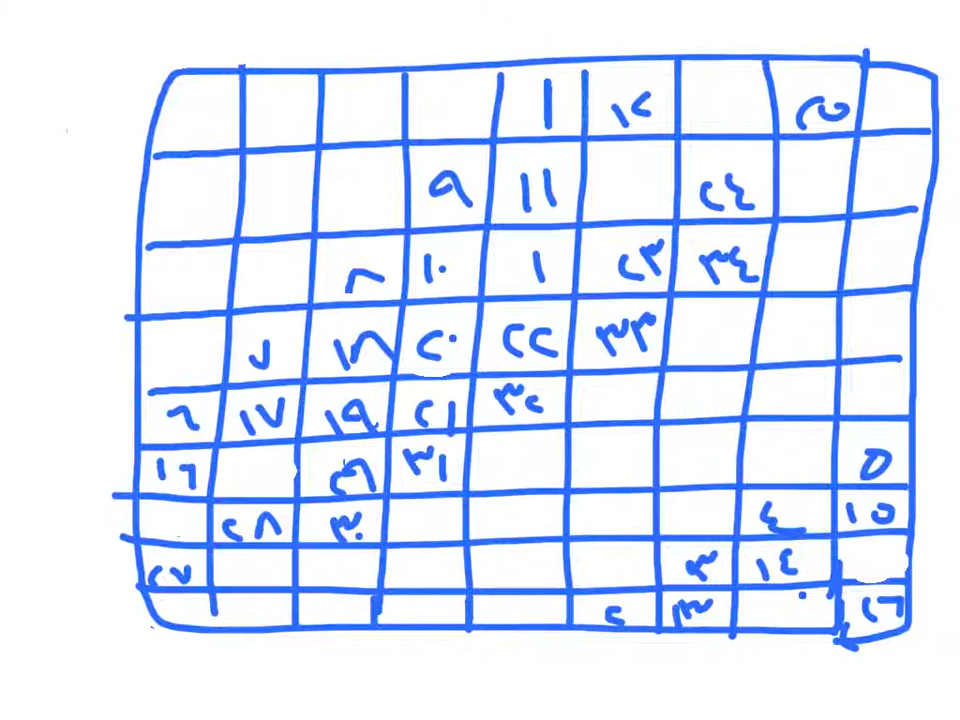 ١ ١٢ ٢٥
٩ ١١ ٢٤
٨ ١٠ ١ ٢٣ ٣٤
٧ ١٨ ٢٠ ٢٢ ٣٣
٦ ١٧ ١٩ ٢١ ٣٢
١٦ ٢٩ ٣١ ٥
٢٨ ٣٠ ٤ ١٥
٢٧ ٣ ١٤
٢ ١٣ ٢٦